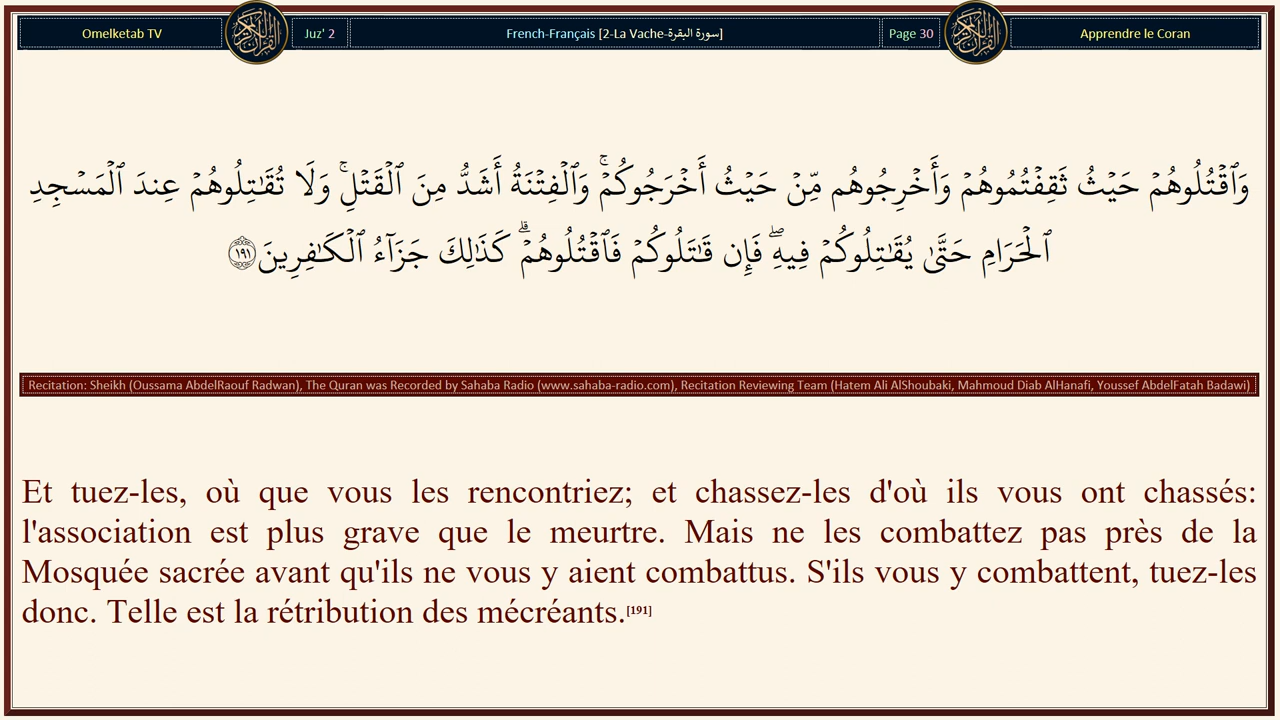 Omelketab TV
Juz' 2
French-Français [2-La Vache-سورة البقرة]
Page 30
Apprendre le Coran
وَٱقۡتُلُوهُمۡ حَيۡثُ ثَقِفۡتُمُوهُمۡ وَأَخۡرِجُوهُم مِّنۡ حَيۡثُ أَخۡرَجُوكُمۡۚ وَٱلۡفِتۡنَةُ أَشَدُّ مِنَ ٱلۡقَتۡلِۚ وَلَا تُقَٰتِلُوهُمۡ عِندَ ٱلۡمَسۡجِدِ
ٱلۡحَرَامِ حَتَّىٰ يُقَٰتِلُوكُمۡ فِيهِۖ فَإِن قَٰتَلُوكُمۡ فَٱقۡتُلُوهُمۡۗ كَذَٰلِكَ جَزَآءُ ٱلۡكَٰفِرِينَ ١٩١
Recitation: Sheikh (Oussama AbdelRaouf Radwan), The Quran was Recorded by Sahaba Radio (www.sahaba-radio.com), Recitation Reviewing Team (Hatem Ali AlShoubaki, Mahmoud Diab AlHanafi, Youssef AbdelFatah Badawi)
Et tuez-les, où que vous les rencontriez; et chassez-les d'où ils vous ont chassés:
l'association est plus grave que le meurtre. Mais ne les combattez pas près de la
Mosquée sacrée avant qu'ils ne vous y aient combattus. S'ils vous y combattent, tuez-les
donc. Telle est la rétribution des mécréants.[191]